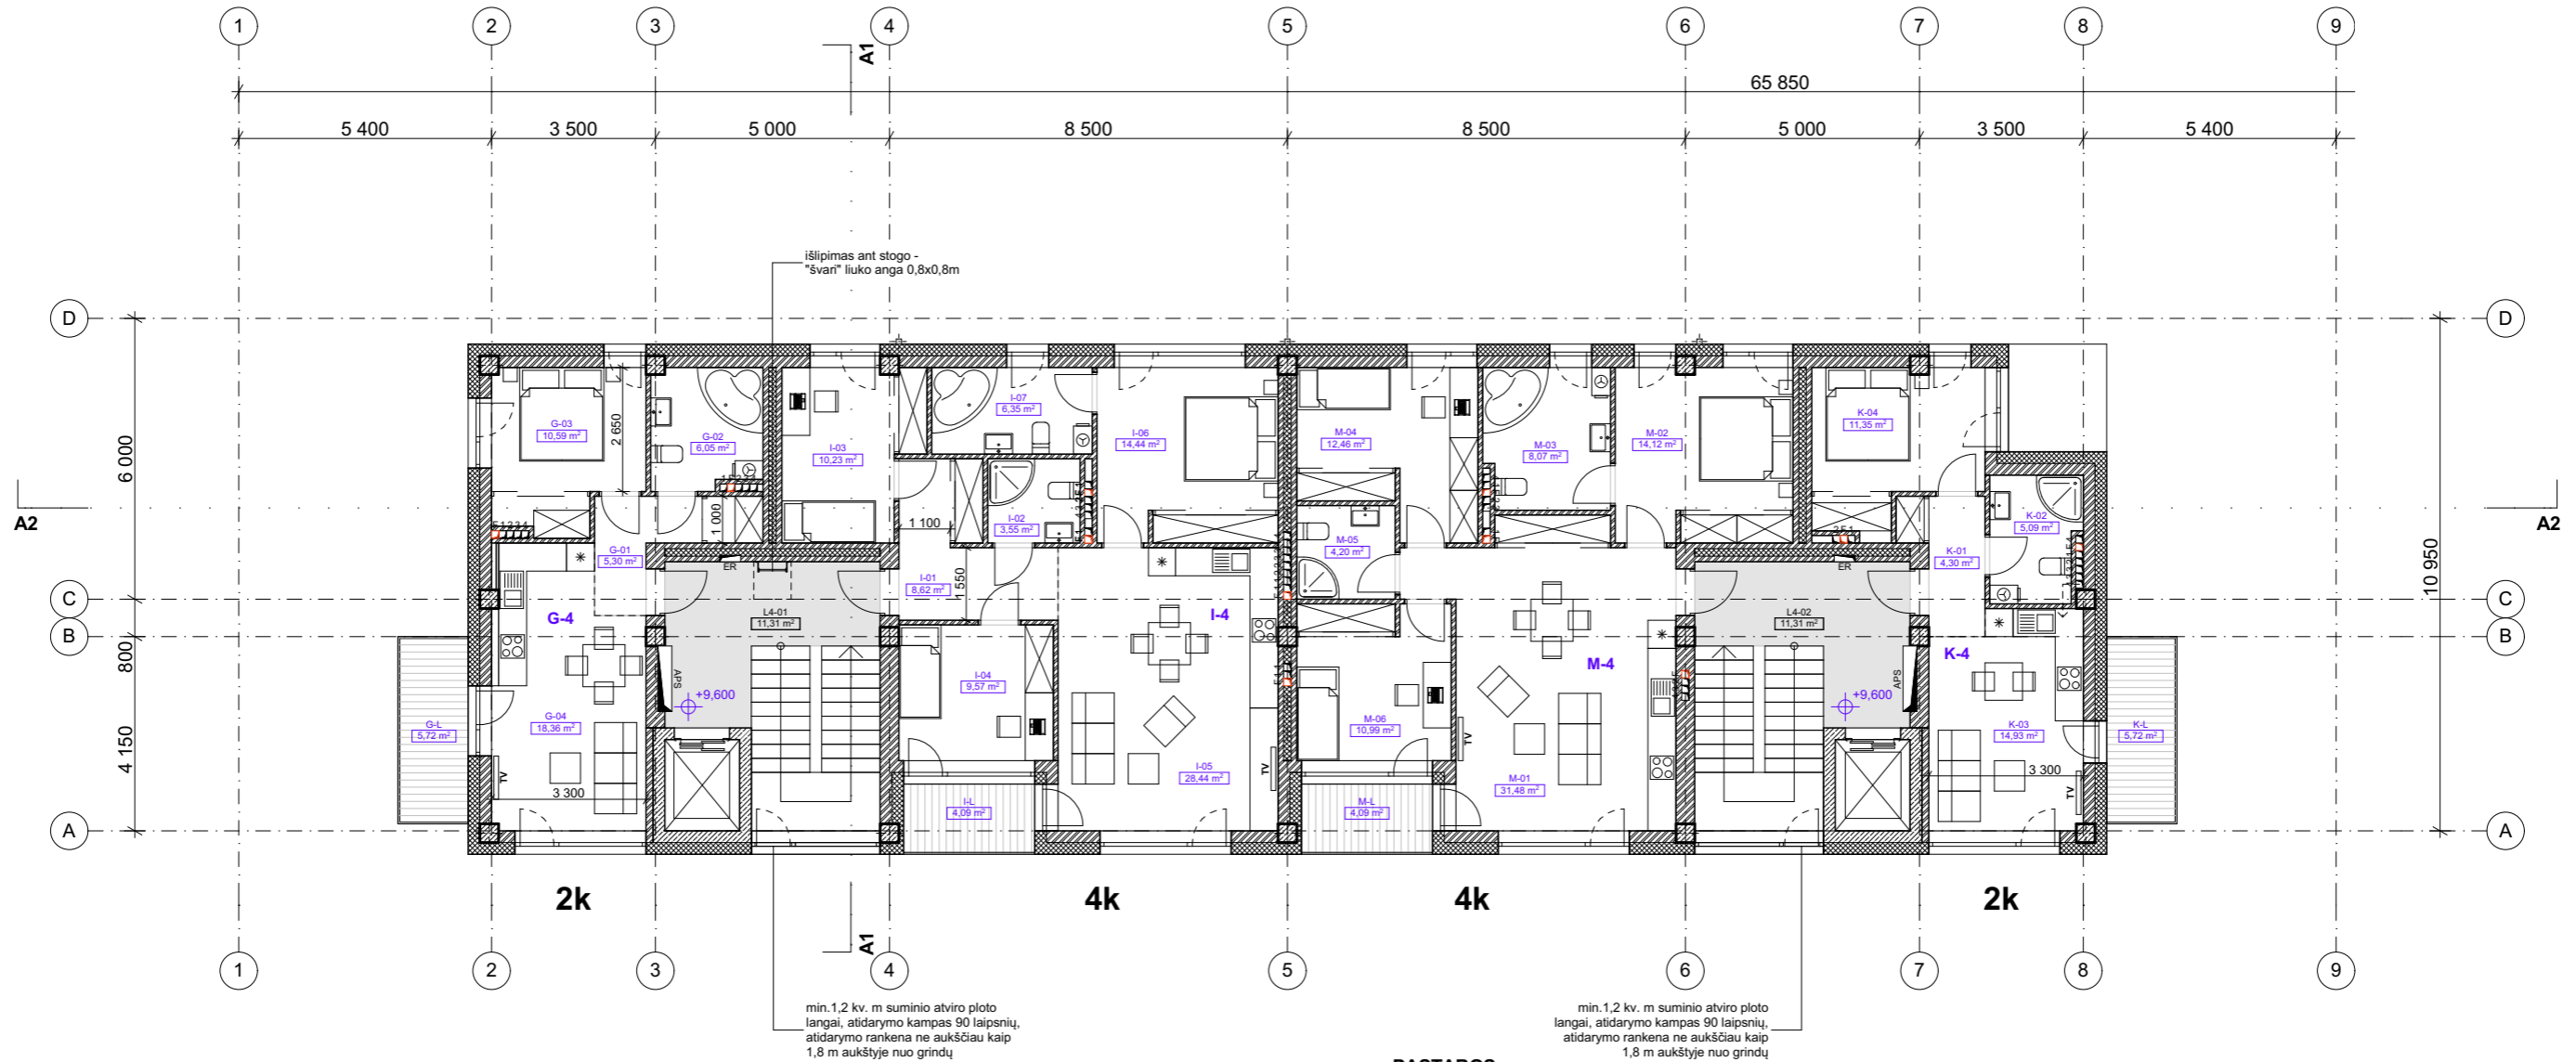 1 2 3 4 5 6 7 8 9
A1
65 850
5 400 3 500 5 000 8 500 8 500 5 000 3 500 5 400
išlipimas ant stogo -
"švari" liuko anga 0,8x0,8m
D D
6 000
10 950
800
4 150
A2 A2
C C
B B
A A
G-03
10,59 m²
2 650
G-02
6,05 m²
1 000
G-01
5,30 m²
G-4
G-04
18,36 m²
G-L
5,72 m²
TV
3 300
ER
L4-01
11,31 m²
APS
+9,600
I-03
10,23 m²
I-07
6,35 m²
I-06
14,44 m²
I-02
3,55 m²
1 100
I-01
8,62 m²
1 550
I-4
I-04
9,57 m²
I-05
28,44 m²
TV
I-L
4,09 m²
M-04
12,46 m²
M-03
8,07 m²
M-02
14,12 m²
M-05
4,20 m²
M-4
M-06
10,99 m²
M-01
31,48 m²
TV
M-L
4,09 m²
ER
L4-02
11,31 m²
APS
+9,600
K-04
11,35 m²
K-02
5,09 m²
K-01
4,30 m²
K-4
K-03
14,93 m²
K-L
5,72 m²
3 300
TV
2k 4k 4k 2k
A1
1 2 3 4 5 6 7 8 9
min.1,2 kv. m suminio atviro ploto
langai, atidarymo kampas 90 laipsnių,
atidarymo rankena ne aukščiau kaip
1,8 m aukštyje nuo grindų
min.1,2 kv. m suminio atviro ploto
langai, atidarymo kampas 90 laipsnių,
atidarymo rankena ne aukščiau kaip
1,8 m aukštyje nuo grindų